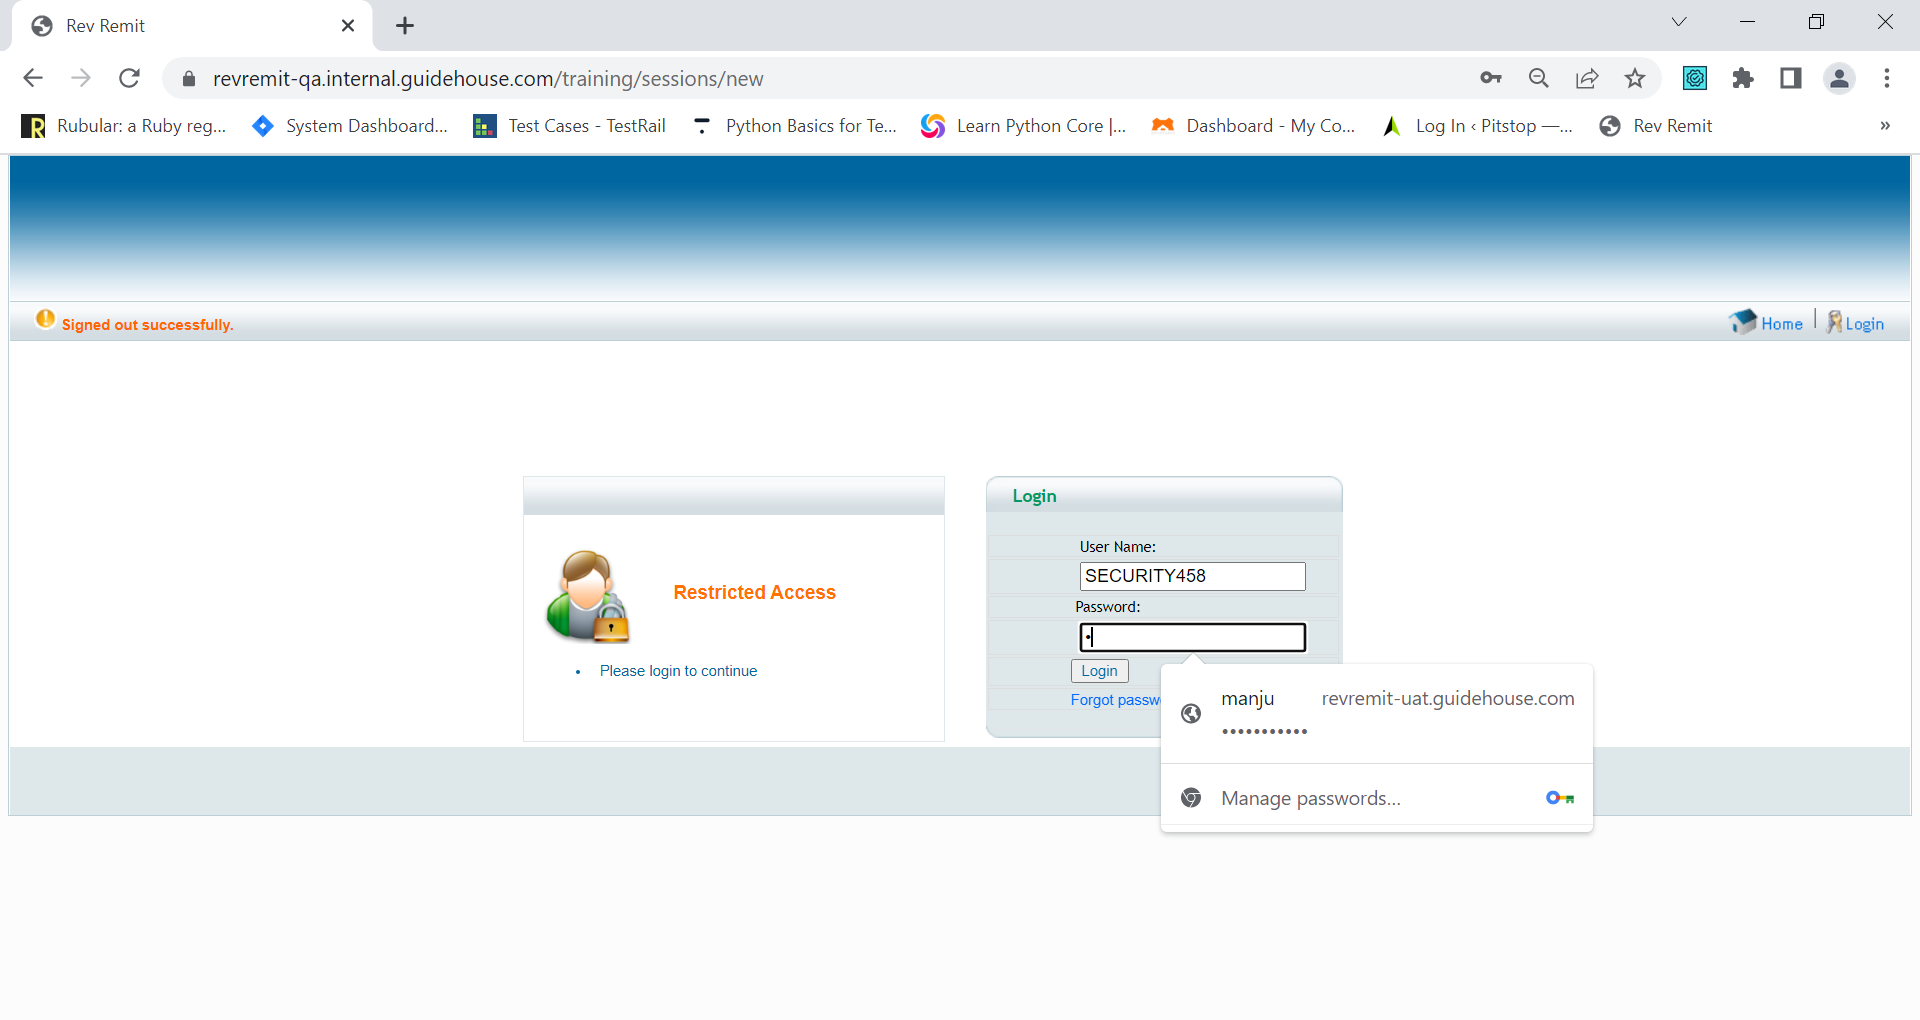 Rev Remit
revremit-qa.internal.guidehouse.com/training/sessions/new
Rubular: a Ruby reg... System Dashboard... Test Cases - TestRail Python Basics for Te... Learn Python Core |... Dashboard - My Co... Log In ‹ Pitstop —... Rev Remit »
Signed out successfully.
Home | Login
Restricted Access
• Please login to continue
Login
User Name:
SECURITY458
Password:
•
Login
Forgot passw
manju revremit-uat.guidehouse.com
•••••••••••
Manage passwords...